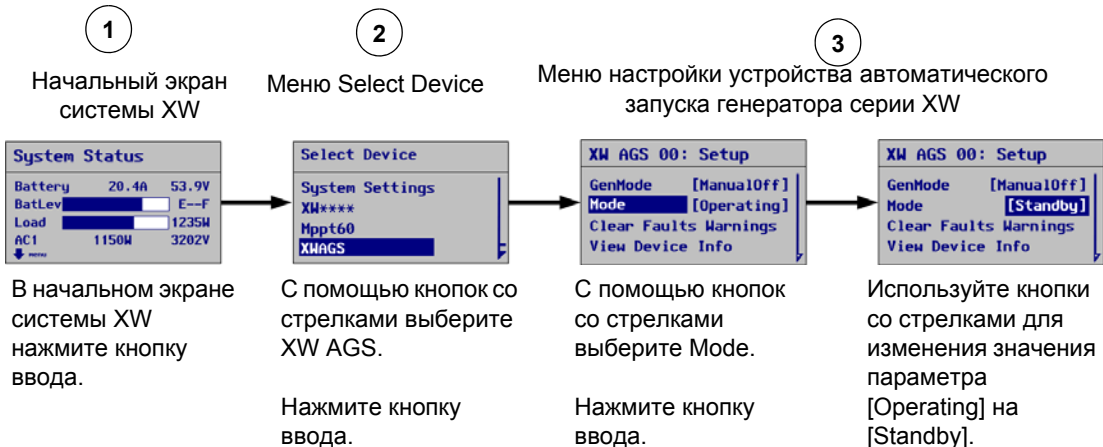 1
Начальный экран
системы XW
System Status
Battery 20.4A 53.9V
BatLev E--F
Load 1235W
AC1 1150W 3202V
MENU
В начальном экране
системы XW
нажмите кнопку
ввода.
2
Меню Select Device
Select Device
System Settings
XW****
Mppt60
XWAGS
С помощью кнопок со
стрелками выберите
XW AGS.
Нажмите кнопку
ввода.
3
Меню настройки устройства автоматического
запуска генератора серии XW
XW AGS 00: Setup
GenMode [ManualOff]
Mode [Operating]
Clear Faults Warnings
View Device Info
С помощью кнопок
со стрелками
выберите Mode.
Нажмите кнопку
ввода.
XW AGS 00: Setup
GenMode [ManualOff]
Mode [Standby]
Clear Faults Warnings
View Device Info
Используйте кнопки
со стрелками для
изменения значения
параметра
[Operating] на
[Standby].